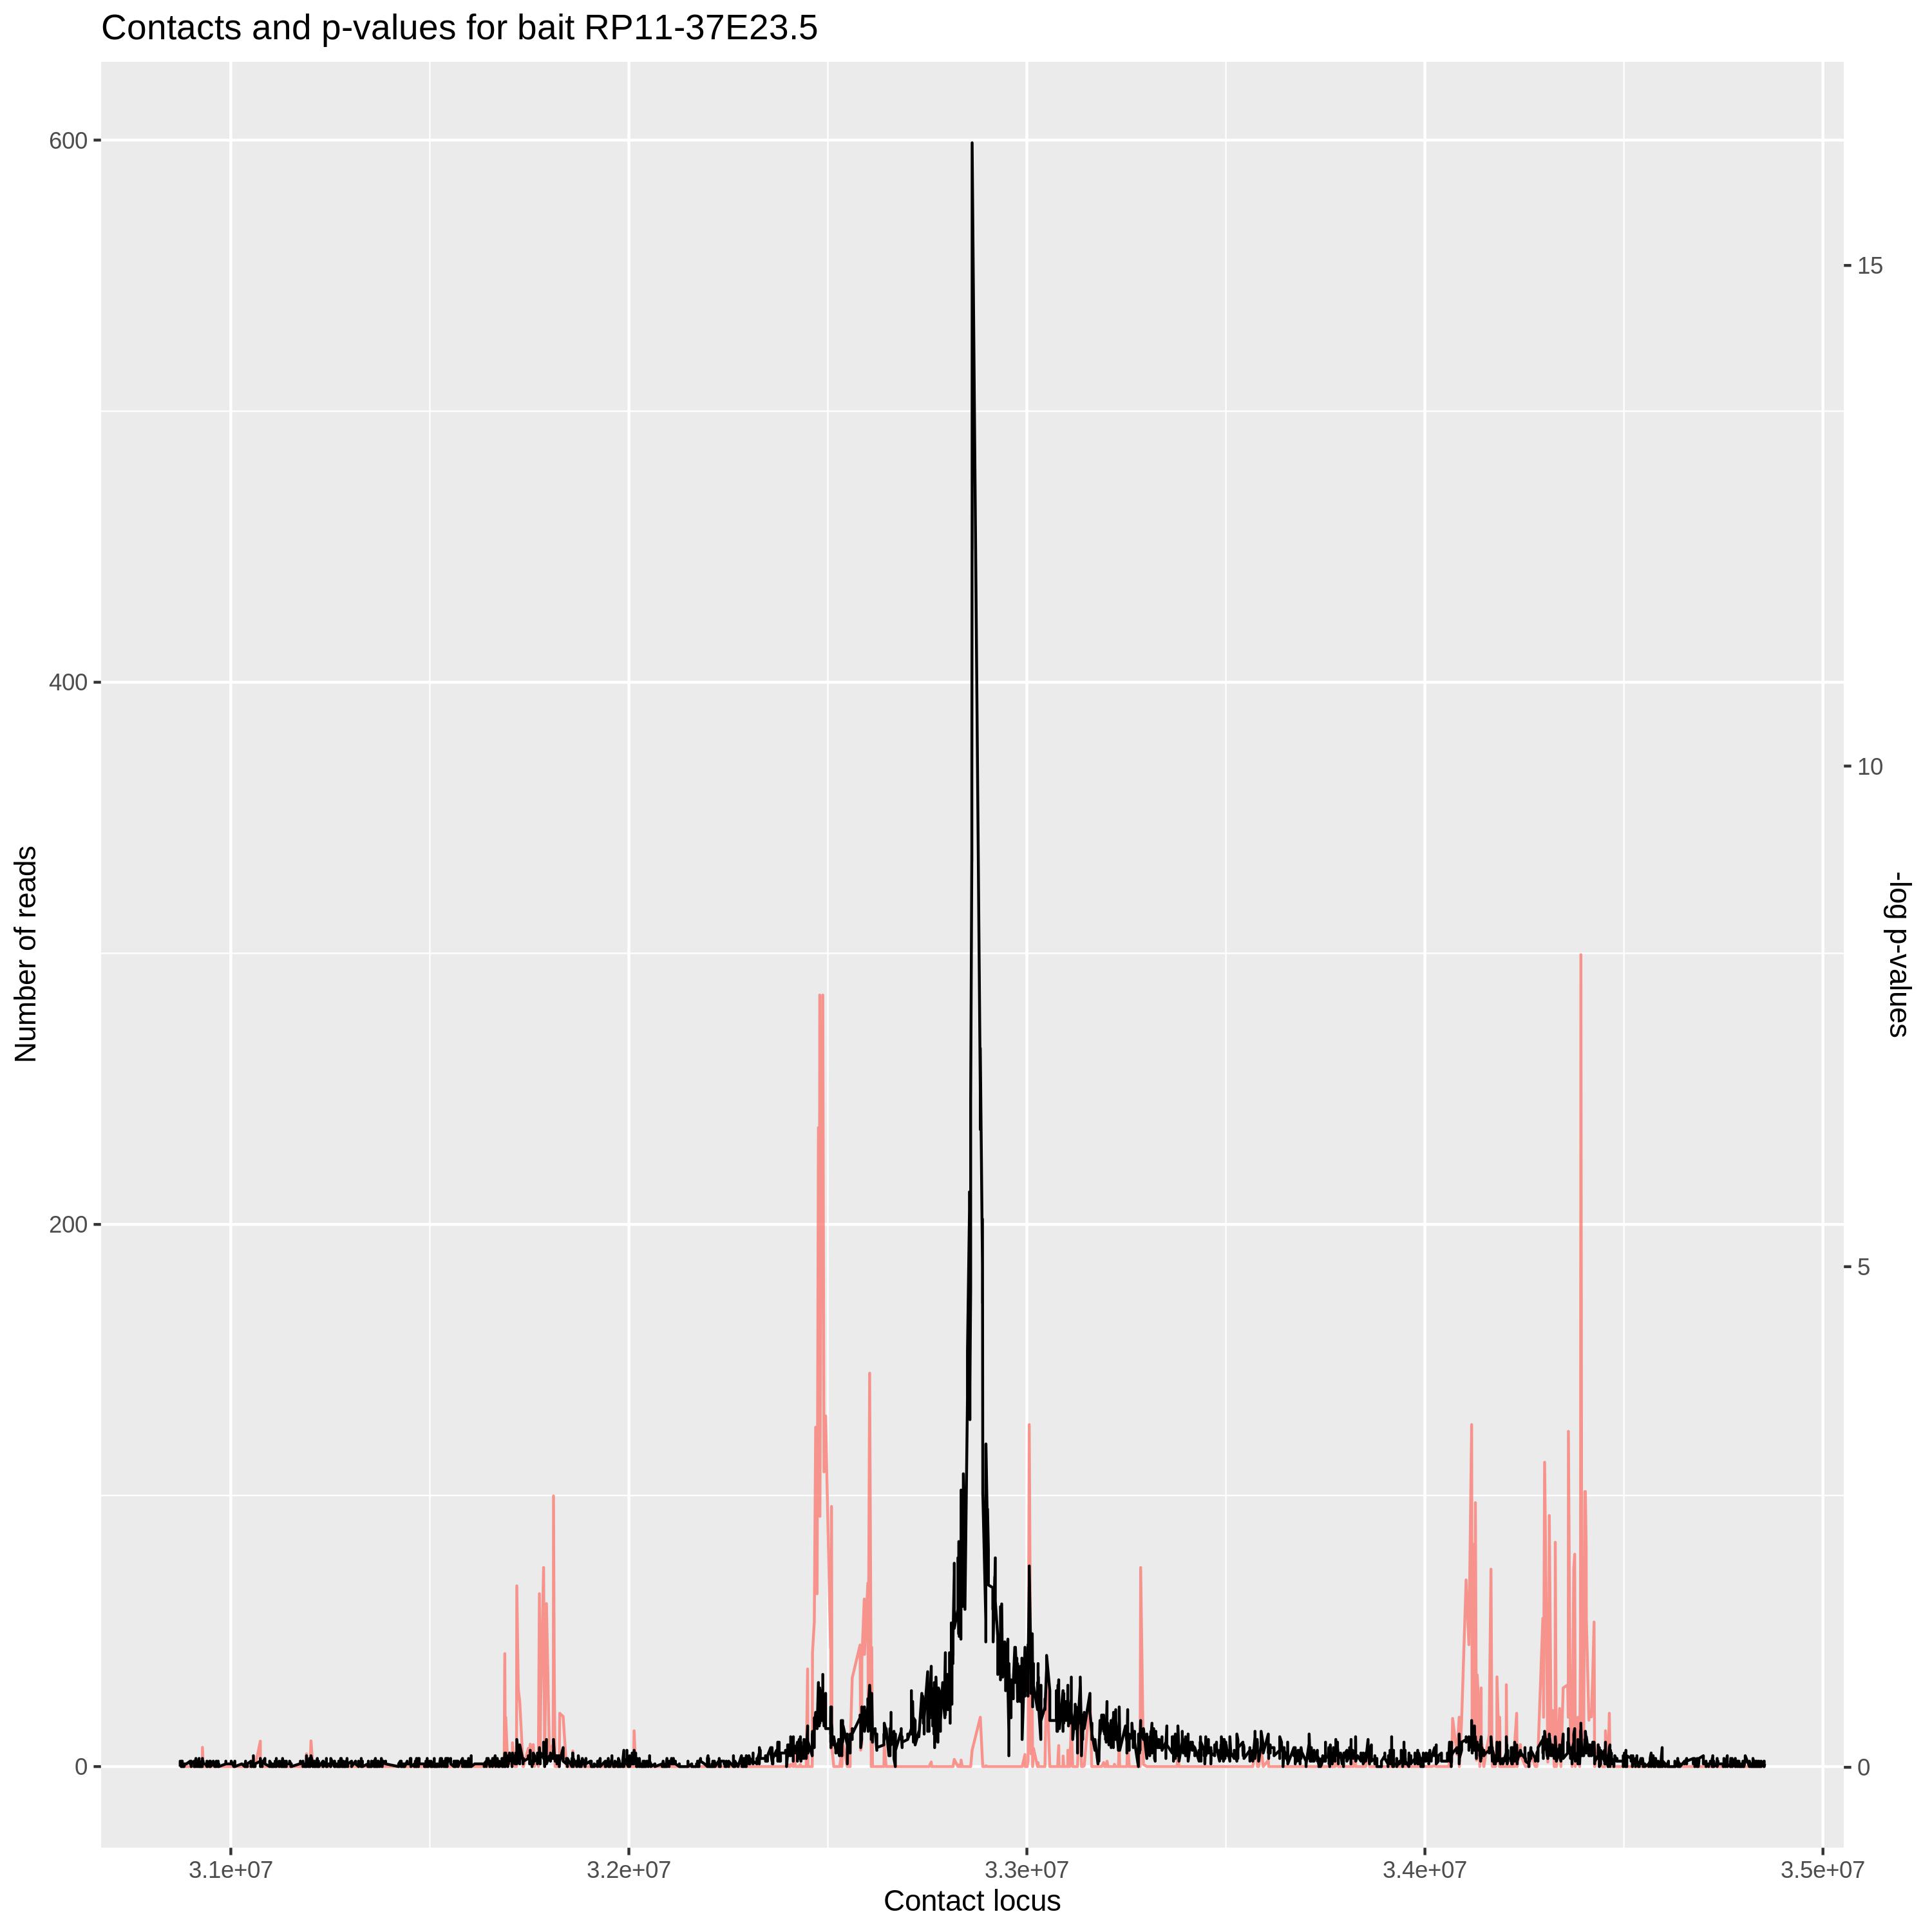 Contacts and p-values for bait RP11-37E23.5
600
400
200
0
15
10
5
0
Number of reads
-log p-values
3.1e+07
3.2e+07
3.3e+07
3.4e+07
3.5e+07
Contact locus